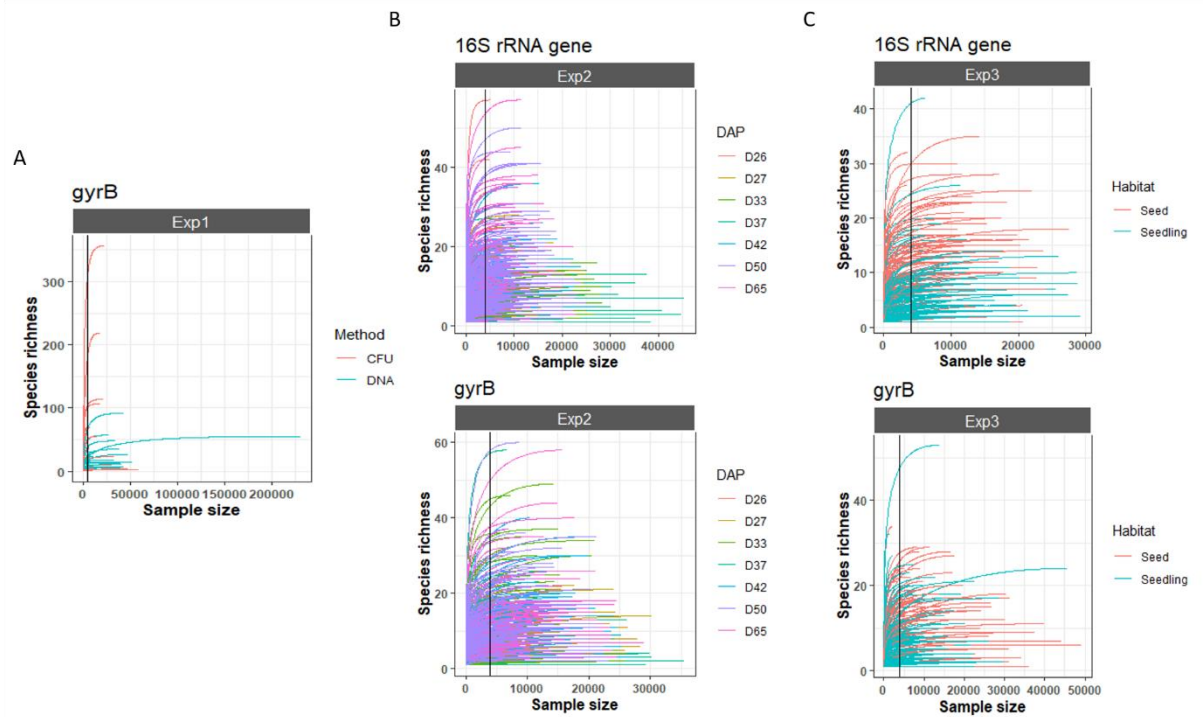 A
gyrB
Exp1
Species richness
300
200
100
0
0 50000 100000 150000 200000
Sample size
Method
CFU
DNA
B
16S rRNA gene
Exp2
Species richness
40
20
0
0 10000 20000 30000 40000
Sample size
DAP
D26
D27
D33
D37
D42
D50
D65
gyrB
Exp2
Species richness
60
40
20
0
0 10000 20000 30000
Sample size
DAP
D26
D27
D33
D37
D42
D50
D65
C
16S rRNA gene
Exp3
Species richness
40
30
20
10
0
0 10000 20000 30000
Sample size
Habitat
Seed
Seedling
gyrB
Exp3
Species richness
40
20
0
0 10000 20000 30000 40000 50000
Sample size
Habitat
Seed
Seedling